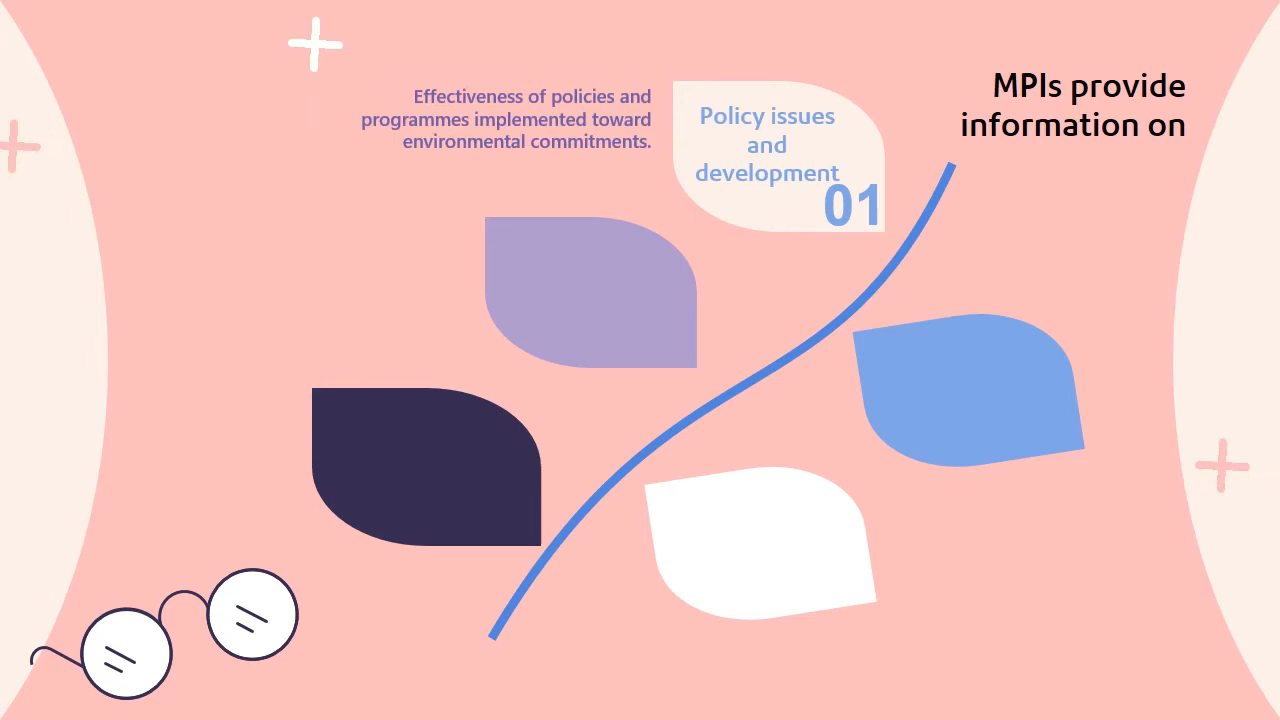 MPIs provide
information on
Effectiveness of policies and
programmes implemented toward
environmental commitments.
Policy issues
and
development
01